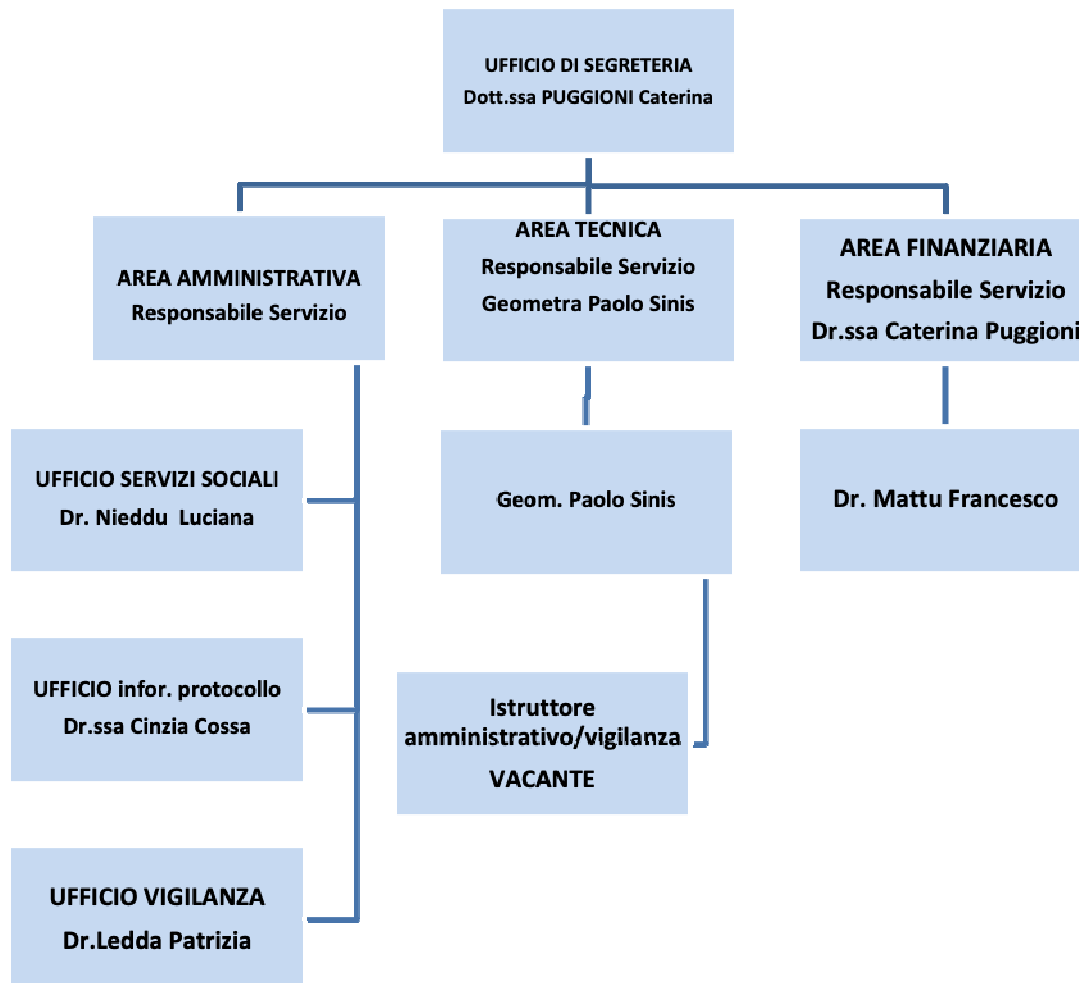 UFFICIO DI SEGRETERIA
Dott.ssa PUGGIONI Caterina
AREA AMMINISTRATIVA
Responsabile Servizio
AREA TECNICA
Responsabile Servizio
Geometra Paolo Sinis
AREA FINANZIARIA
Responsabile Servizio
Dr.ssa Caterina Puggioni
UFFICIO SERVIZI SOCIALI
Dr. Nieddu Luciana
Geom. Paolo Sinis
Dr. Mattu Francesco
UFFICIO infor. protocollo
Dr.ssa Cinzia Cossa
Istruttore
amministrativo/vigilanza
VACANTE
UFFICIO VIGILANZA
Dr.Ledda Patrizia